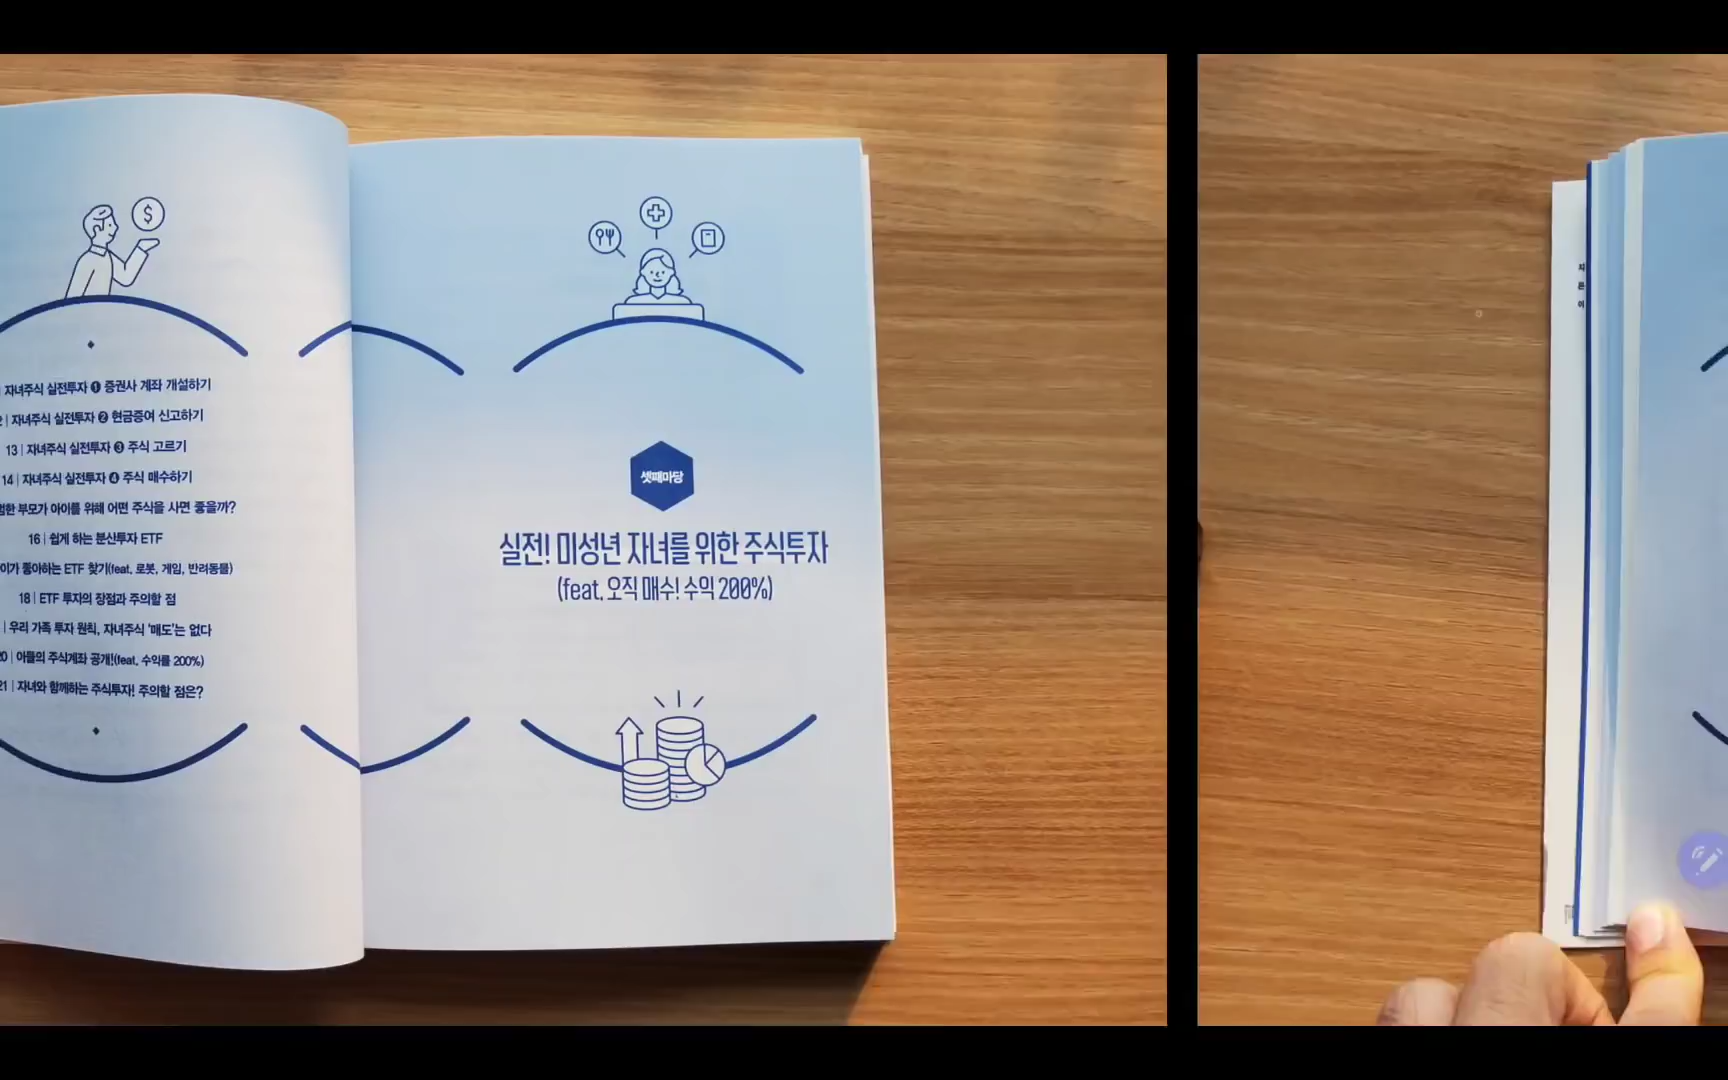 자녀주식 실전투자 ❶ 증권사 계좌 개설하기
2 | 자녀주식 실전투자 ❷ 현금증여 신고하기
13 | 자녀주식 실전투자 ❸ 주식 고르기
14 | 자녀주식 실전투자 ❹ 주식 매수하기
부모가 아이를 위해 어떤 주식을 사면 좋을까?
16 | 쉽게 하는 분산투자 ETF
좋아하는 ETF 찾기(feat. 로봇, 게임, 반려동물)
18 | ETF 투자의 장점과 주의할 점
| 우리 가족 투자 원칙, 자녀주식 '매도'는 없다
20 | 아들의 주식계좌 공개!(feat. 수익률 200%)
21 | 자녀와 함께하는 주식투자! 주의할 점은?
셋째마당
실전! 미성년 자녀를 위한 주식투자
(feat. 오직 매수! 수익 200%)